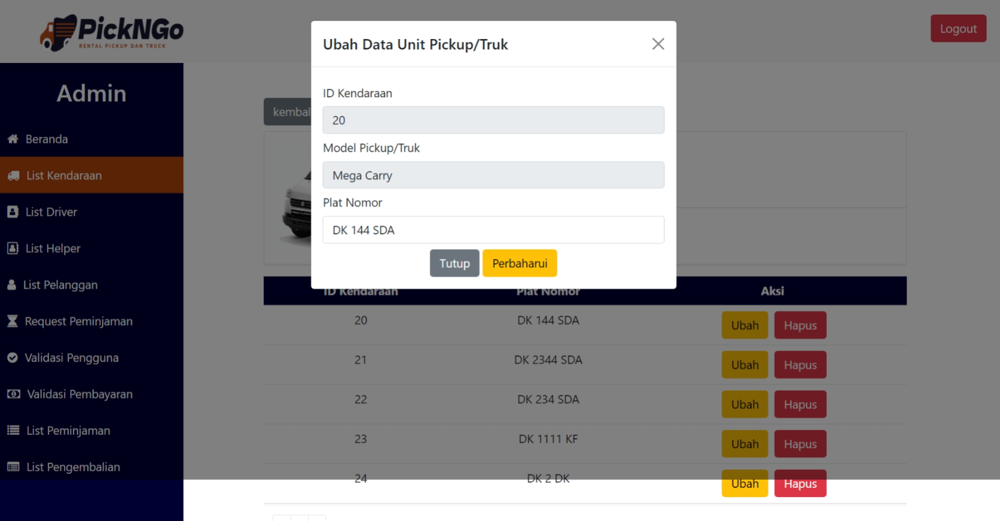 PickNGo
RENTAL PICKUP DAN TRUCK
Logout
Admin
Beranda
List Kendaraan
List Driver
List Helper
List Pelanggan
Request Peminjaman
Validasi Pengguna
Validasi Pembayaran
List Peminjaman
List Pengembalian
kembal
Ubah Data Unit Pickup/Truk
ID Kendaraan
20
Model Pickup/Truk
Mega Carry
Plat Nomor
DK 144 SDA
Tutup Perbaharui
ID Kendaraan Plat Nomor Aksi
20 DK 144 SDA Ubah Hapus
21 DK 2344 SDA Ubah Hapus
22 DK 234 SDA Ubah Hapus
23 DK 1111 KF Ubah Hapus
24 DK 2 DK Ubah Hapus